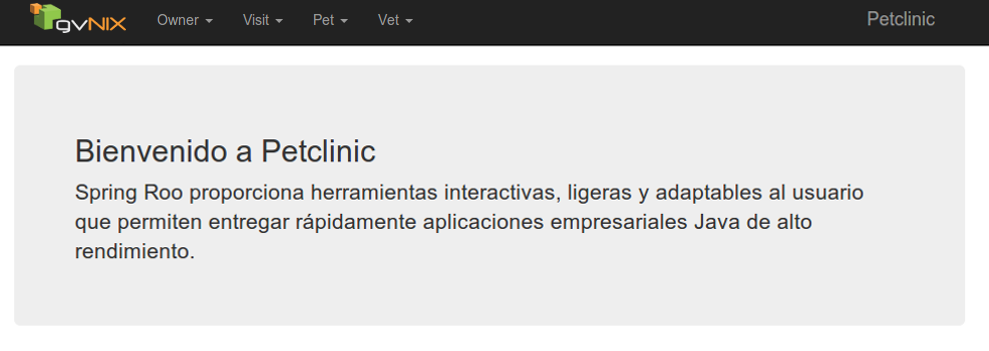 gvNIX Owner Visit Pet Vet Petclinic
Bienvenido a Petclinic
Spring Roo proporciona herramientas interactivas, ligeras y adaptables al usuario
que permiten entregar rápidamente aplicaciones empresariales Java de alto
rendimiento.